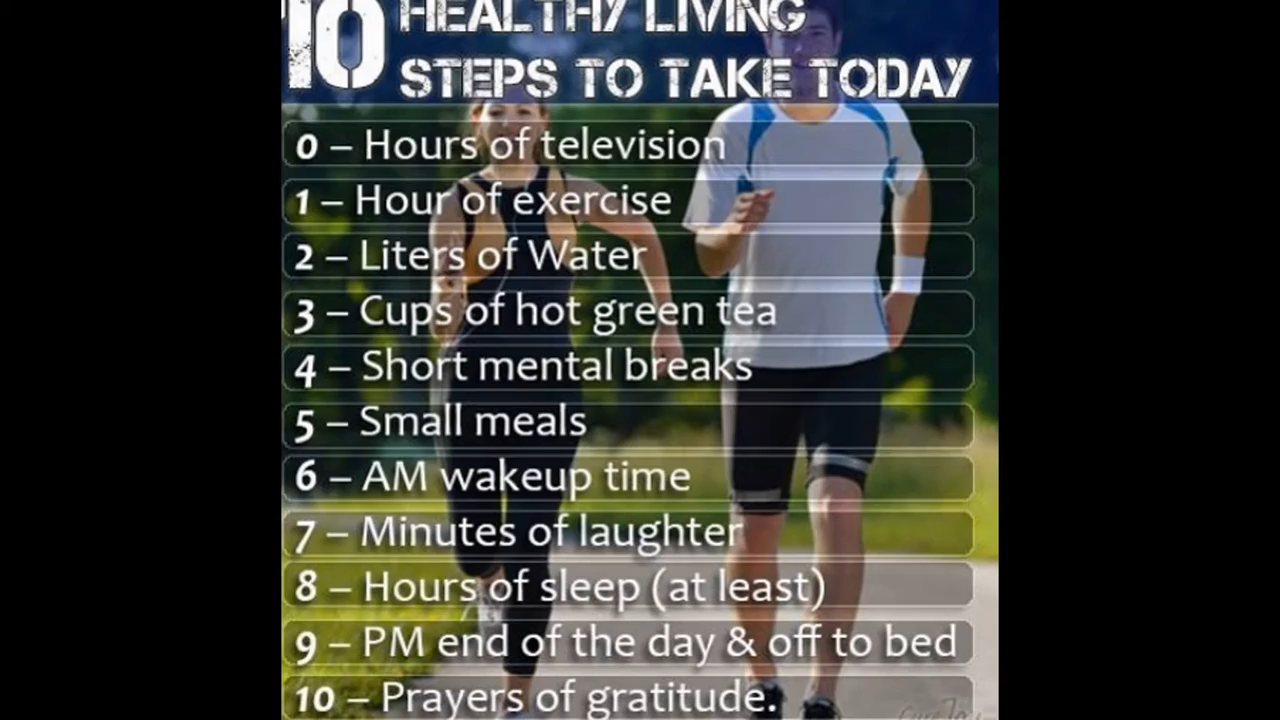 10 HEALTHY LIVING
STEPS TO TAKE TODAY
0 – Hours of television
1 – Hour of exercise
2 – Liters of Water
3 – Cups of hot green tea
4 – Short mental breaks
5 – Small meals
6 – AM wakeup time
7 – Minutes of laughter
8 – Hours of sleep (at least)
9 – PM end of the day & off to bed
10 – Prayers of gratitude.